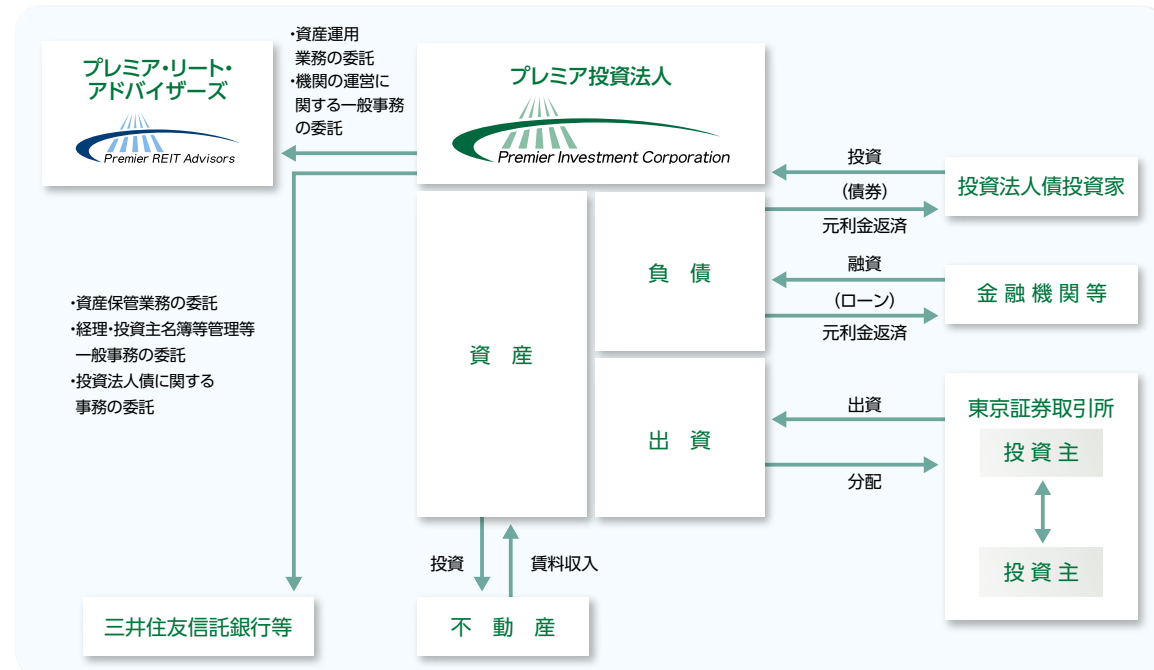 プレミア・リート・
アドバイザーズ
Premier REIT Advisors
・資産運用
業務の委託
・機関の運営に
関する一般事務
の委託
プレミア投資法人
Premier Investment Corporation
投資
(債券)
元利金返済
投資法人債投資家
負 債
融資
(ローン)
元利金返済
金融機関等
・資産保管業務の委託
・経理・投資主名簿等管理等
一般事務の委託
・投資法人債に関する
事務の委託
資 産
出 資
出資
分配
東京証券取引所
投資主
投資主
投資
賃料収入
三井住友信託銀行等
不 動 産